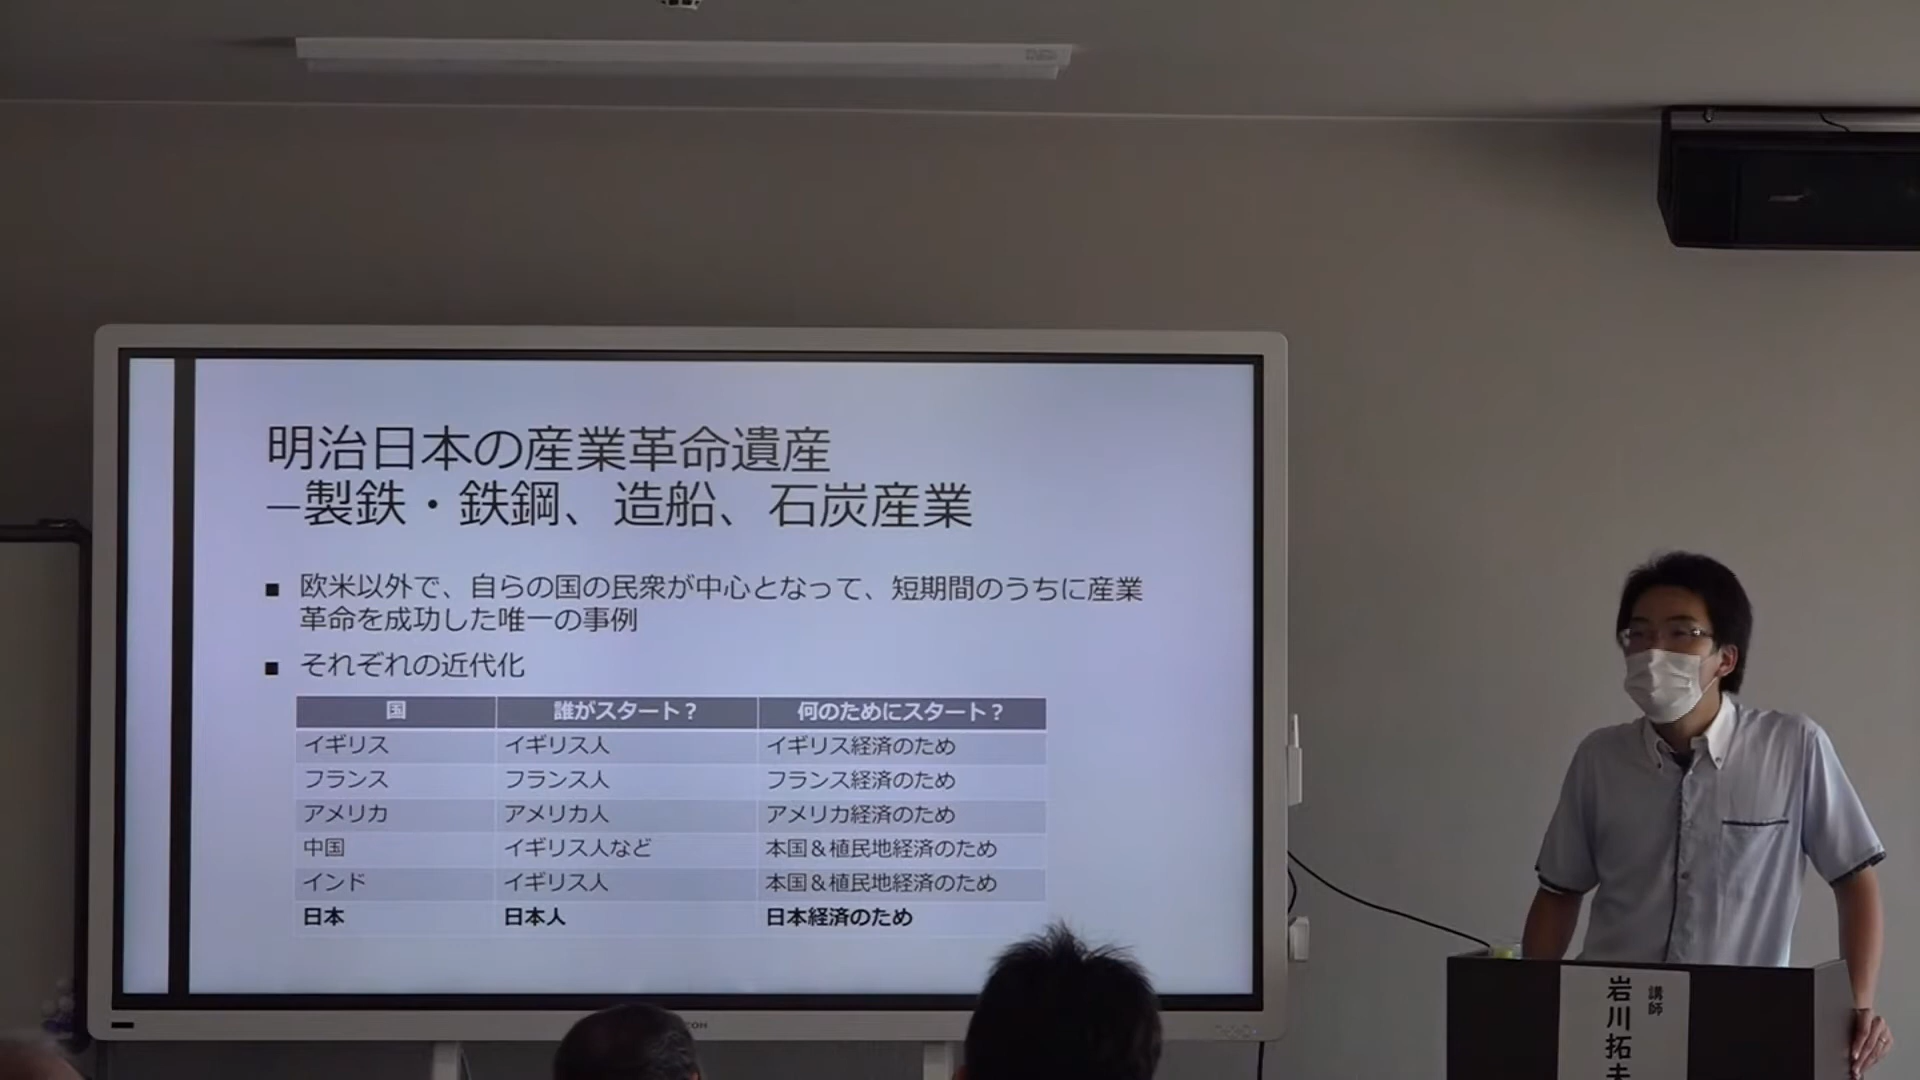 明治日本の産業革命遺産
―製鉄・鉄鋼、造船、石炭産業
■ 欧米以外で、自らの国の民衆が中心となって、短期間のうちに産業
革命を成功した唯一の事例
■ それぞれの近代化
国 誰がスタート？ 何のためにスタート？
イギリス イギリス人 イギリス経済のため
フランス フランス人 フランス経済のため
アメリカ アメリカ人 アメリカ経済のため
中国 イギリス人など 本国＆植民地経済のため
インド イギリス人 本国＆植民地経済のため
日本 日本人 日本経済のため
講師
岩川拓夫